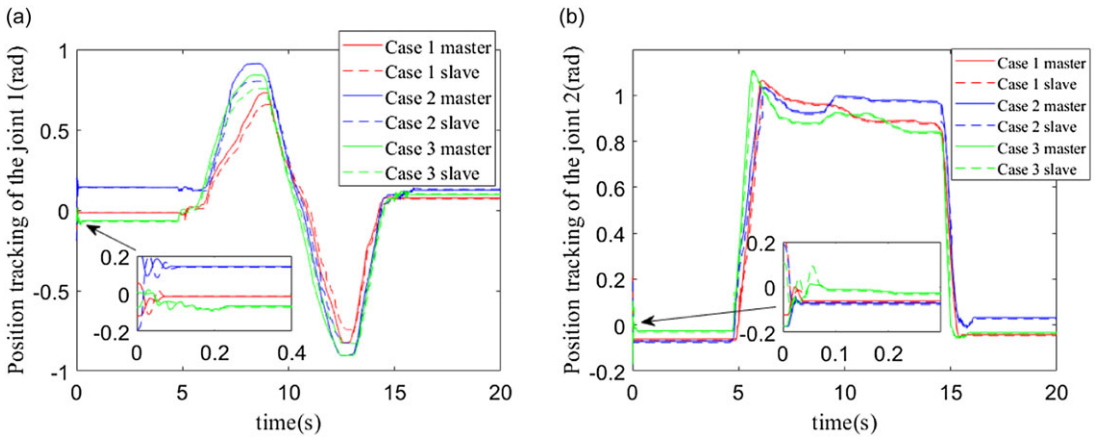 (a)
Position tracking of the joint 1(rad)
1
0.5
0
-0.5
-1
0
5
10
15
20
time(s)
Case 1 master
Case 1 slave
Case 2 master
Case 2 slave
Case 3 master
Case 3 slave
0.2
0
-0.2
0
0.2
0.4
(b)
Position tracking of the joint 2(rad)
1.2
1
0.8
0.6
0.4
0.2
0
-0.2
0
5
10
15
20
time(s)
Case 1 master
Case 1 slave
Case 2 master
Case 2 slave
Case 3 master
Case 3 slave
0.2
0
-0.2
0
0.1
0.2